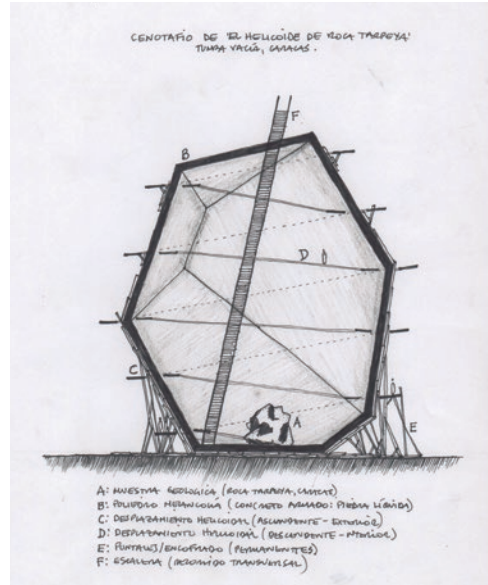 CENOTAFIO DE 'EL HELICOIDE DE ROCA TARPEYA'
TUMBA VACÍA, CARACAS.
F
B
D
C
A
E
A: MUESTRA GEOLÓGICA (ROCA TARPEYA, CARACAS)
B: POLIEDRO MELANCOLÍA (CONCRETO ARMADO: PIEDRA LÍQUIDA)
C: DESPLAZAMIENTO HELICOIDAL (ASCENDENTE - EXTERIOR)
D: DESPLAZAMIENTO HELICOIDAL (DESCENDENTE - INTERIOR)
E: PUNTALES/ENCOFRADO (PERMANENTES)
F: ESCALERA (RECORRIDO TRANSVERSAL)